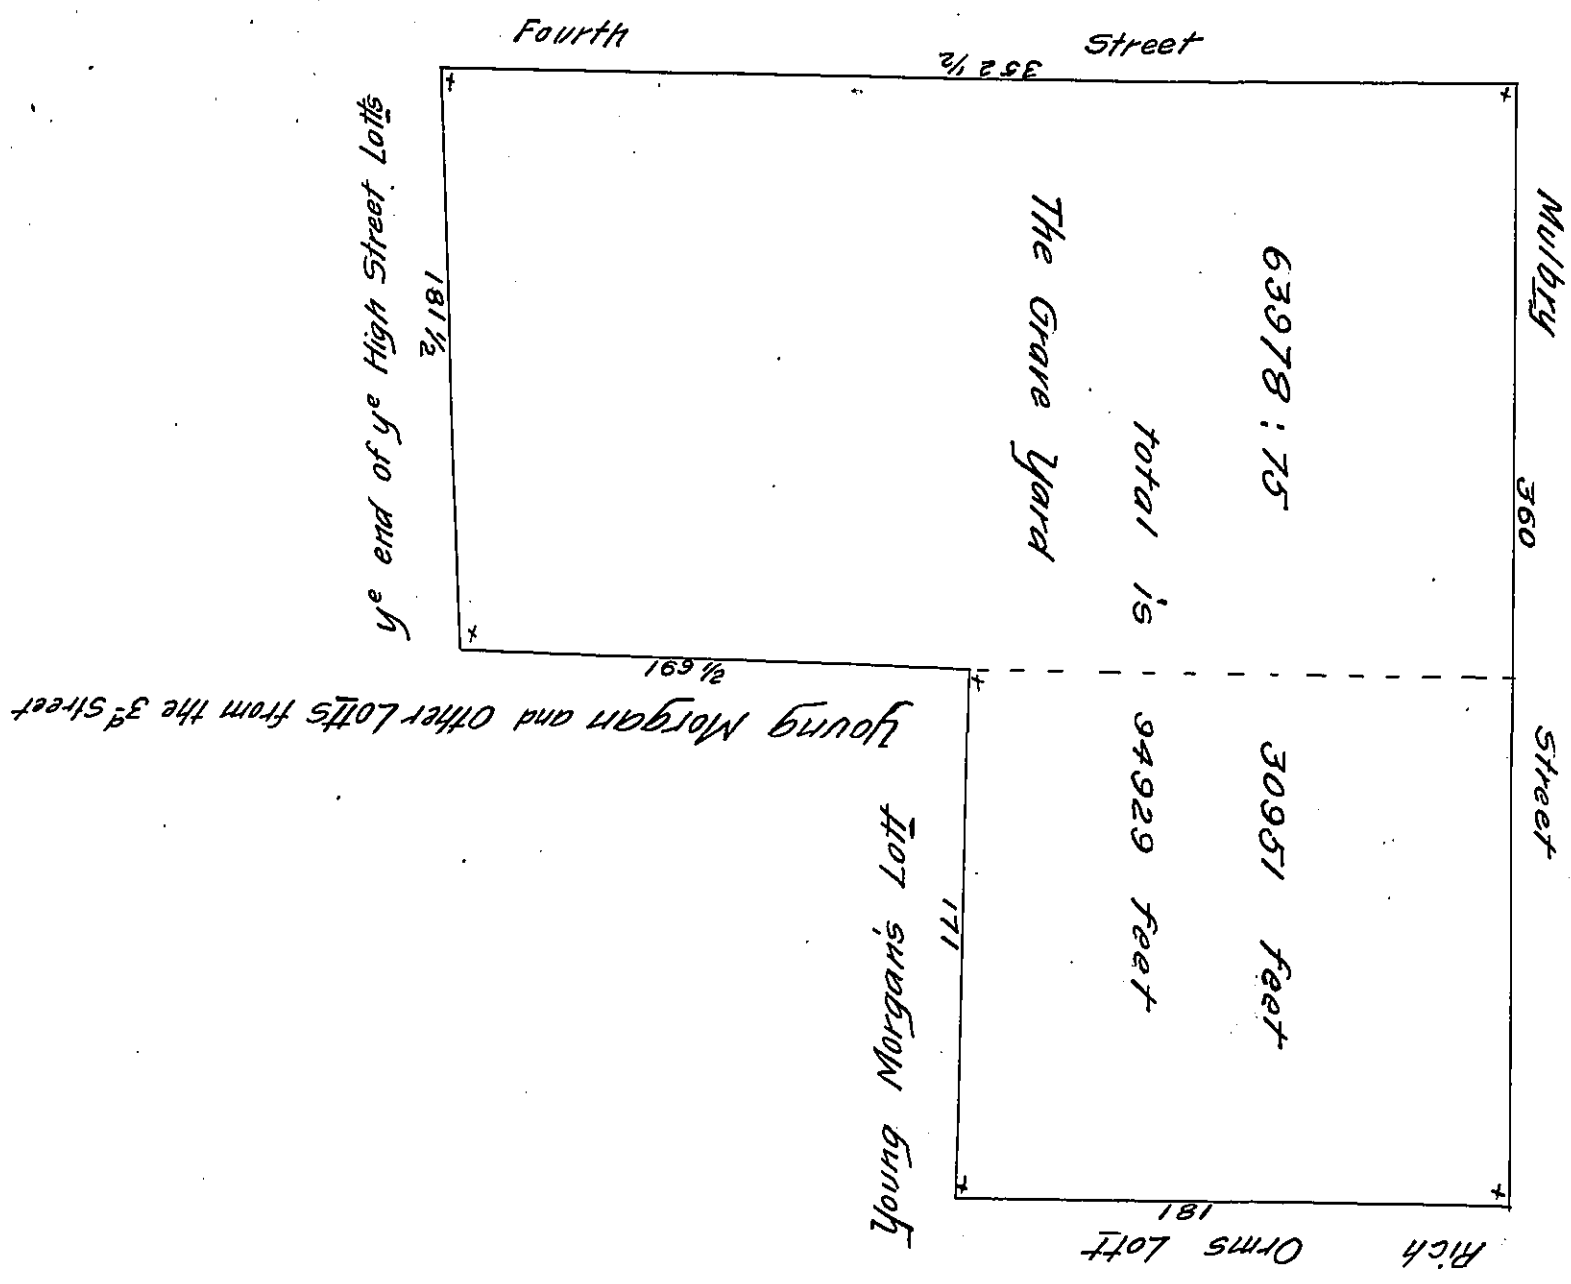 Fourth Street
352 ½
Mulbry Street
360
ye end of ye High Street Lotts
181 ½
63978:75
30951 feet
total is 94929 feet
The Grave Yard
169 ½
Young Morgan and Other Lotts from the 3d Street
171
Young Morgan's Lott
181
Rich Orms Lott